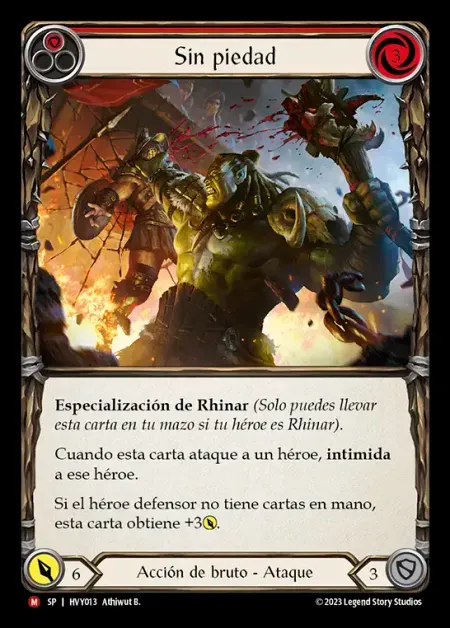 Sin piedad
3
Especialización de Rhinar (Solo puedes llevar
esta carta en tu mazo si tu héroe es Rhinar).
Cuando esta carta ataque a un héroe, intimida
a ese héroe.
Si el héroe defensor no tiene cartas en mano,
esta carta obtiene +3.
6
Acción de bruto - Ataque
3
M SP | HVY013 Athiwut B.
© 2023 Legend Story Studios